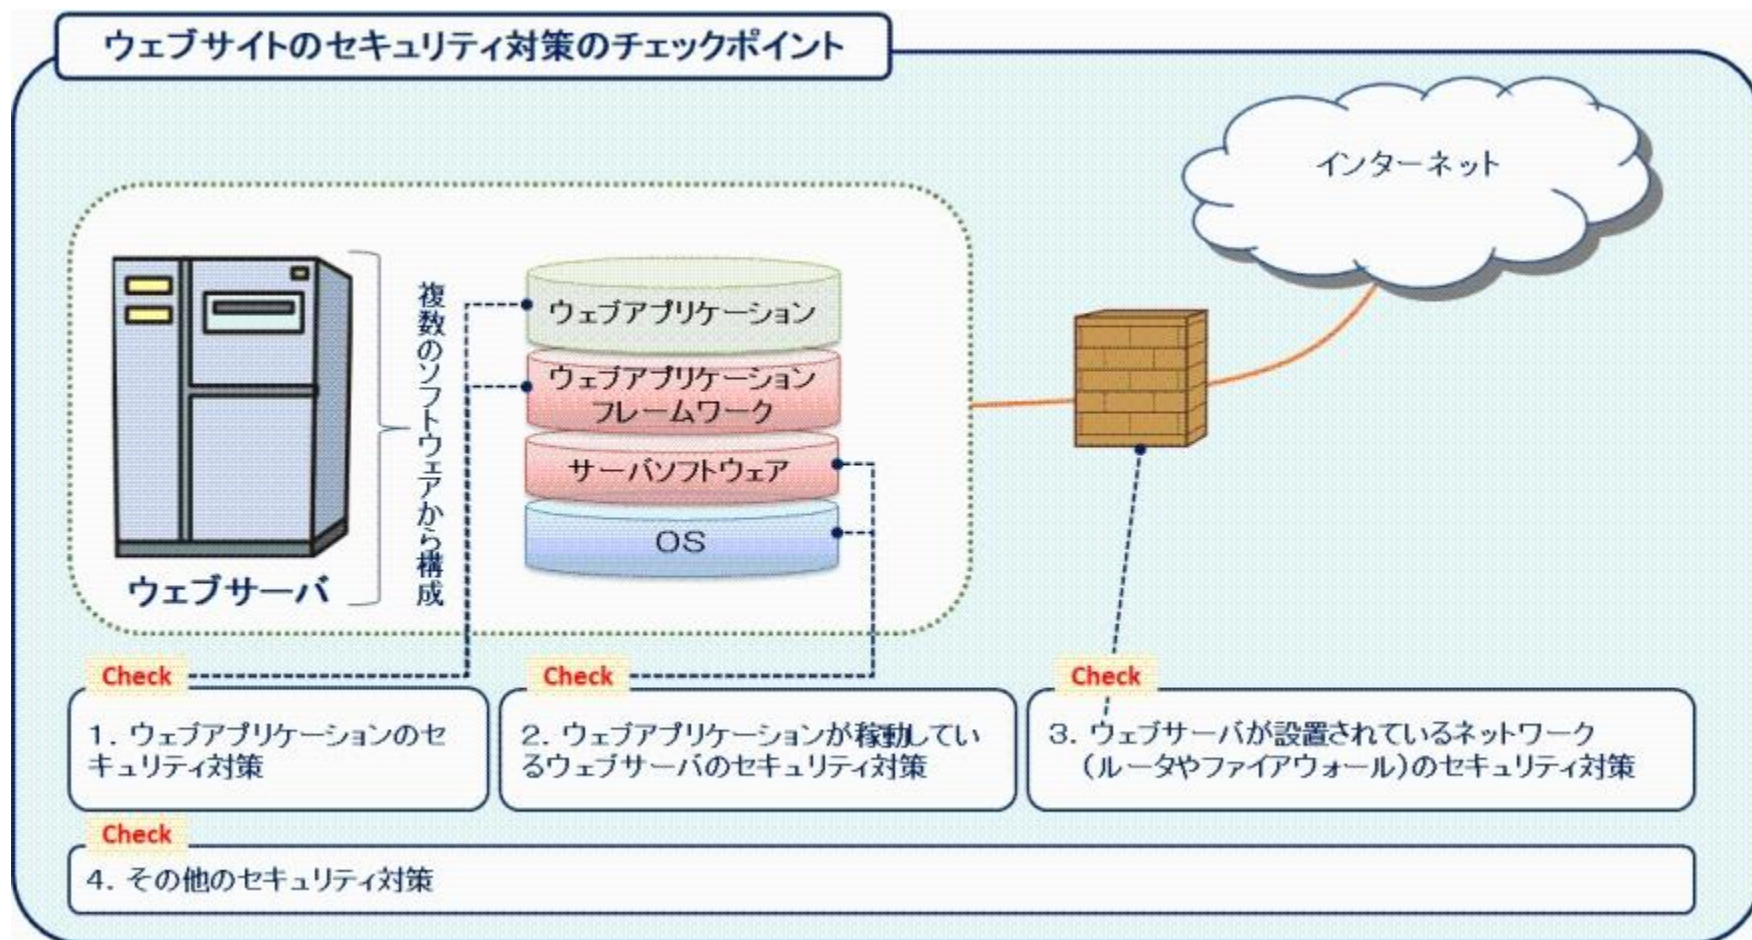 ウェブサイトのセキュリティ対策のチェックポイント
インターネット
複数のソフトウェアから構成
ウェブアプリケーション
ウェブアプリケーション
フレームワーク
サーバソフトウェア
OS
ウェブサーバ
Check
1. ウェブアプリケーションのセ
キュリティ対策
Check
2. ウェブアプリケーションが稼動してい
るウェブサーバのセキュリティ対策
Check
3. ウェブサーバが設置されているネットワーク
(ルータやファイアウォール)のセキュリティ対策
Check
4. その他のセキュリティ対策